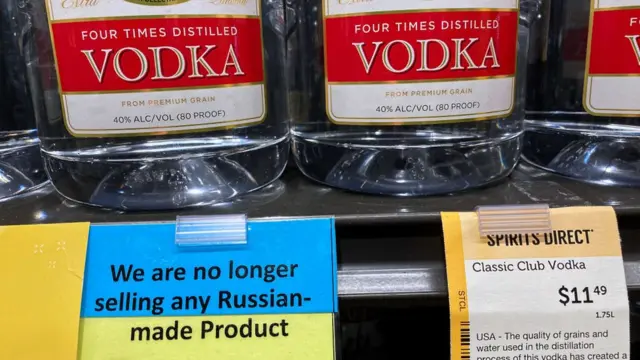 FOUR TIMES DISTILLED
VODKA
FROM PREMIUM GRAIN
40% ALC/VOL (80 PROOF)
FOUR TIMES DISTILLED
VODKA
FROM PREMIUM GRAIN
40% ALC/VOL (80 PROOF)
We are no longer
selling any Russian-
made Product
SPIRITS DIRECT
Classic Club Vodka
$11.49
1.75L
STCL
USA - The quality of grains and
water used in the distillation
process of this vodka has created a